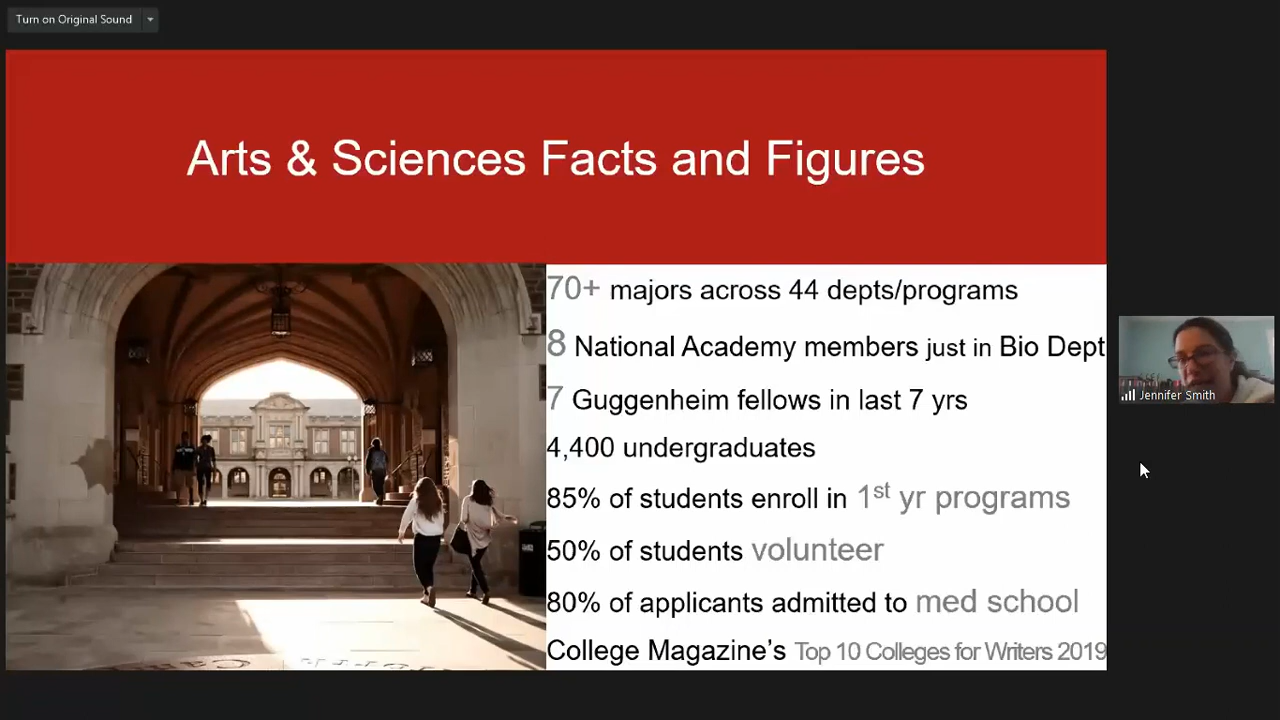 Turn on Original Sound
Arts & Sciences Facts and Figures
70+ majors across 44 depts/programs
8 National Academy members just in Bio Dept
7 Guggenheim fellows in last 7 yrs
4,400 undergraduates
85% of students enroll in 1st yr programs
50% of students volunteer
80% of applicants admitted to med school
College Magazine's Top 10 Colleges for Writers 2019
Jennifer Smith